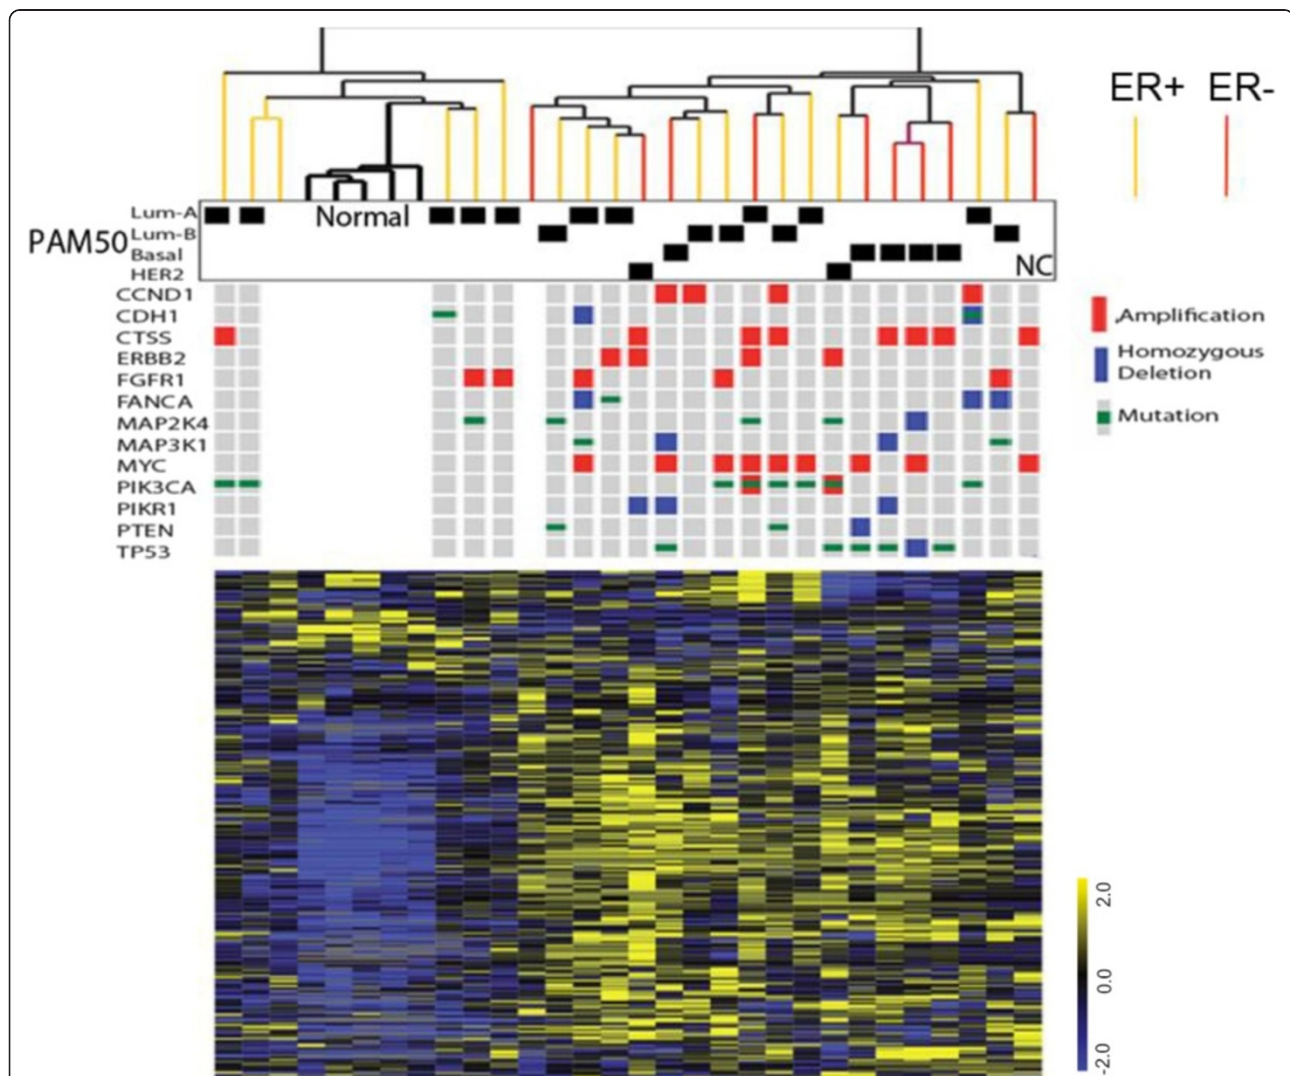 ER+ ER-
Lum-A
Normal
PAM50
Lum-B
Basal
HER2
NC
CCND1
CDH1
CTSS
ERBB2
FGFR1
FANCA
MAP2K4
MAP3K1
MYC
PIK3CA
PIKR1
PTEN
TP53
Amplification
Homozygous
Deletion
Mutation
2.0
0.0
-2.0